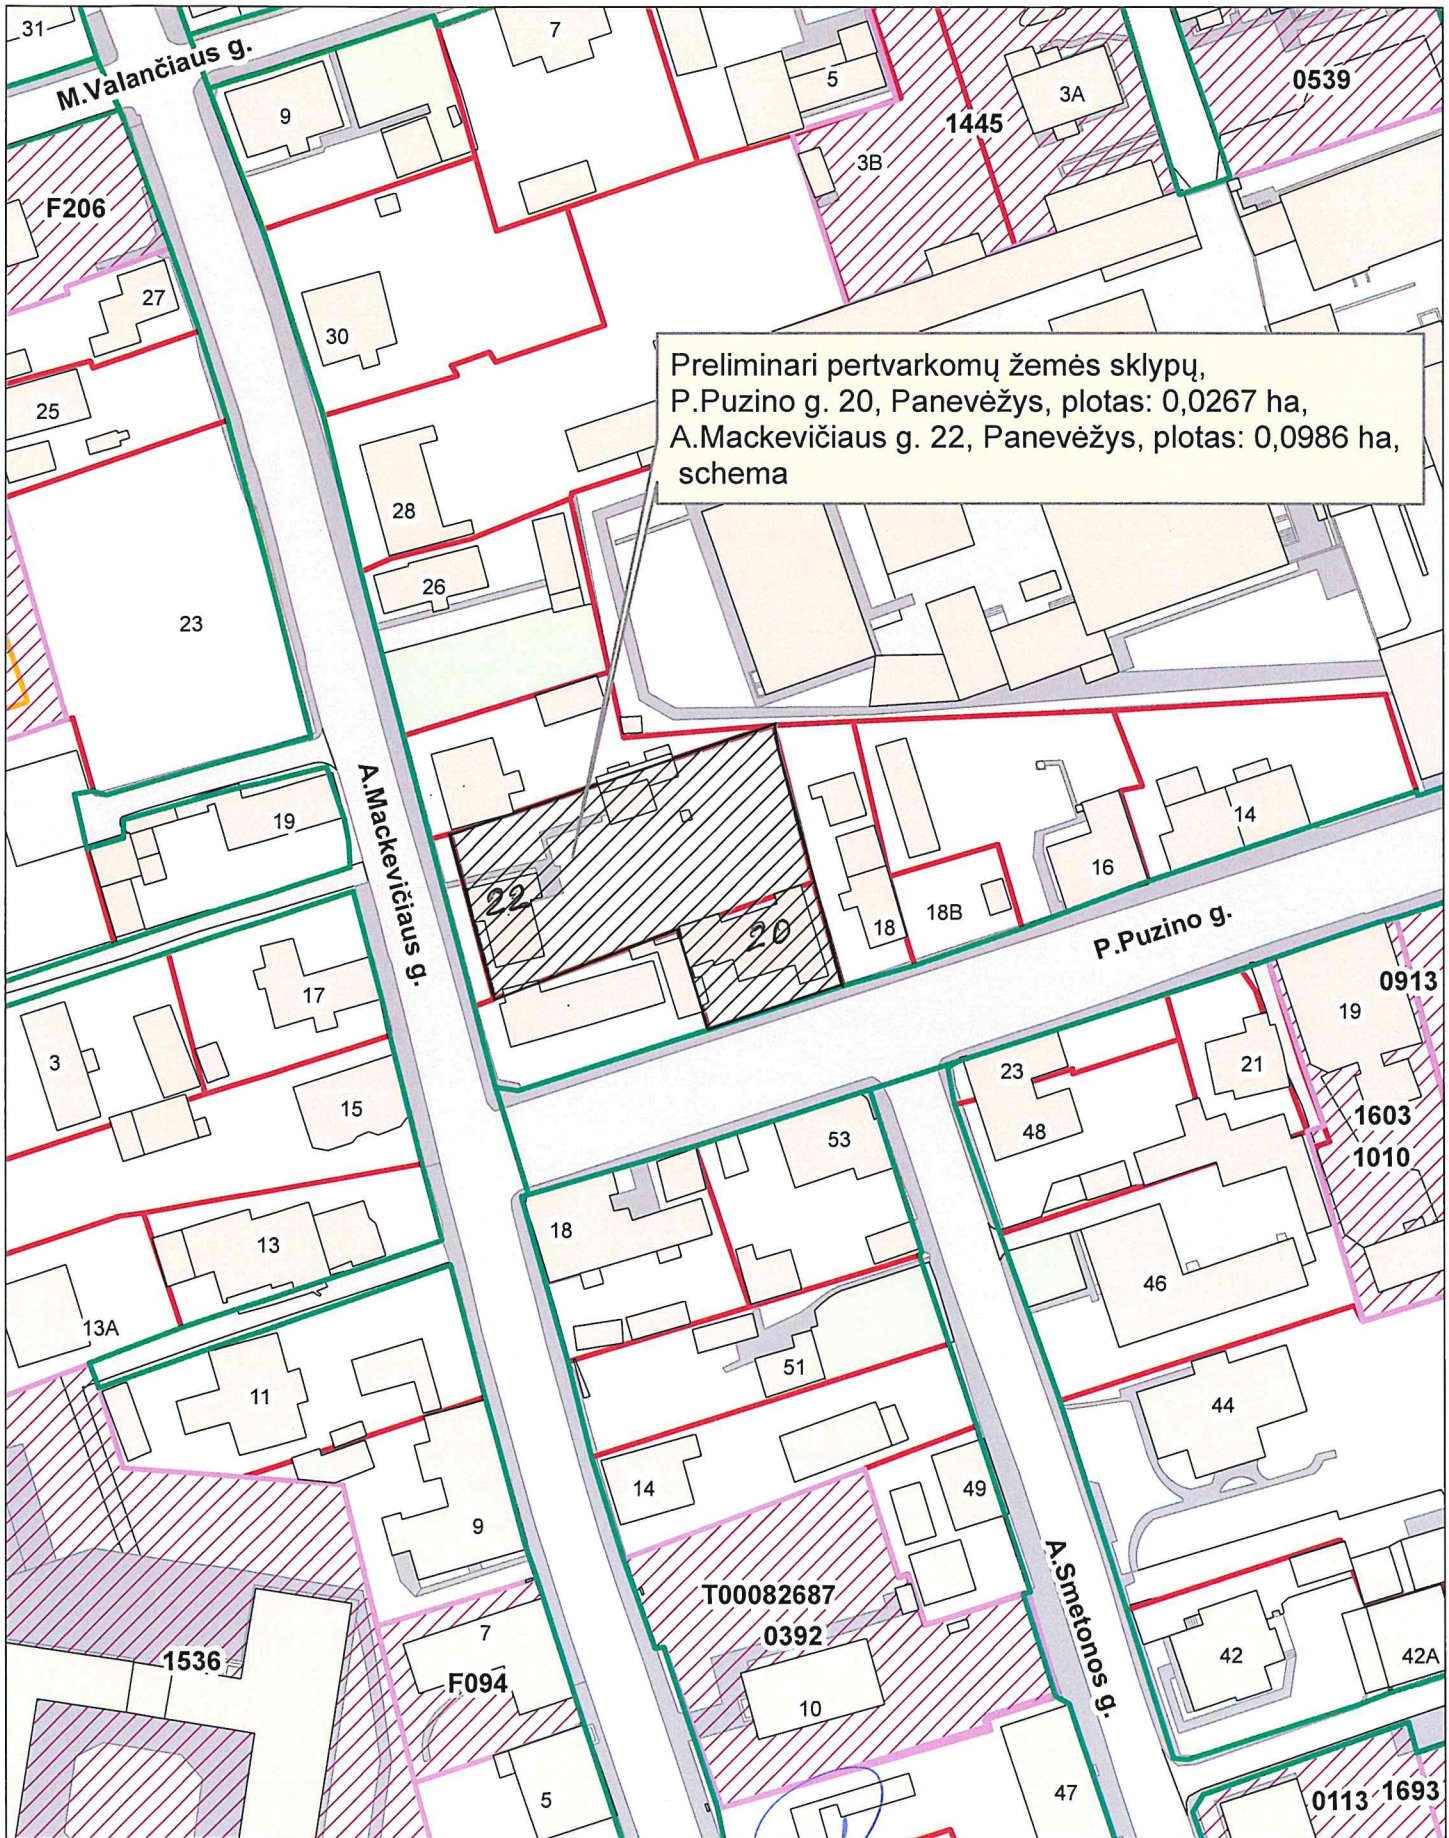 31
M.Valančiaus g.
7
5
9
3A
0539
1445
3B
F206
27
30
Preliminari pertvarkomų žemės sklypų,
P.Puzino g. 20, Panevėžys, plotas: 0,0267 ha,
A.Mackevičiaus g. 22, Panevėžys, plotas: 0,0986 ha,
schema
25
28
26
23
A.Mackevičiaus g.
19
14
16
22
20
18
18B
P.Puzino g.
17
0913
19
3
23
21
15
48
53
1603
1010
18
13
46
13A
51
11
44
14
49
9
A.Smetonos g.
T00082687
0392
7
1536
F094
42
42A
10
5
47
0113
1693